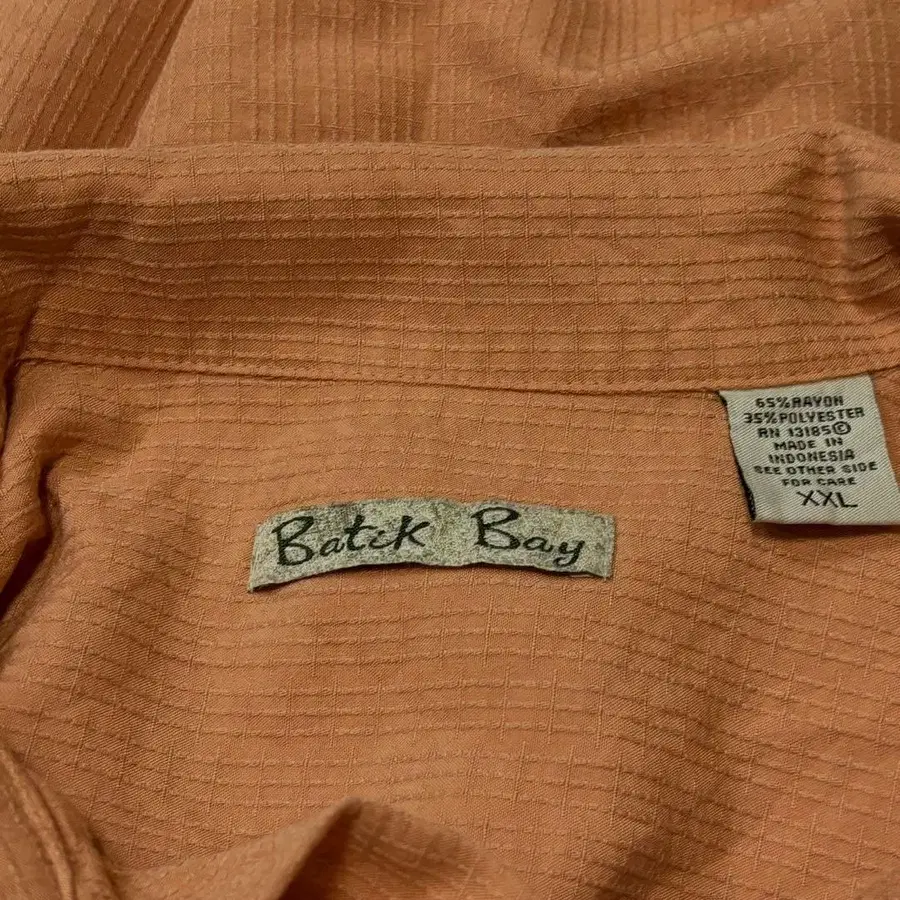 Batik Bay
65% RAYON
35% POLYESTER
RN 13185©
MADE IN
INDONESIA
SEE OTHER SIDE
FOR CARE
XXL